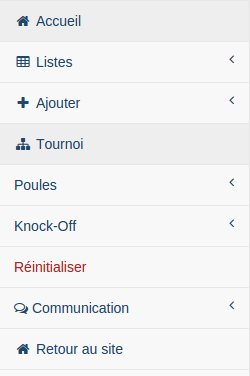 Accueil
Listes
Ajouter
Tournoi
Poules
Knock-Off
Réinitialiser
Communication
Retour au site